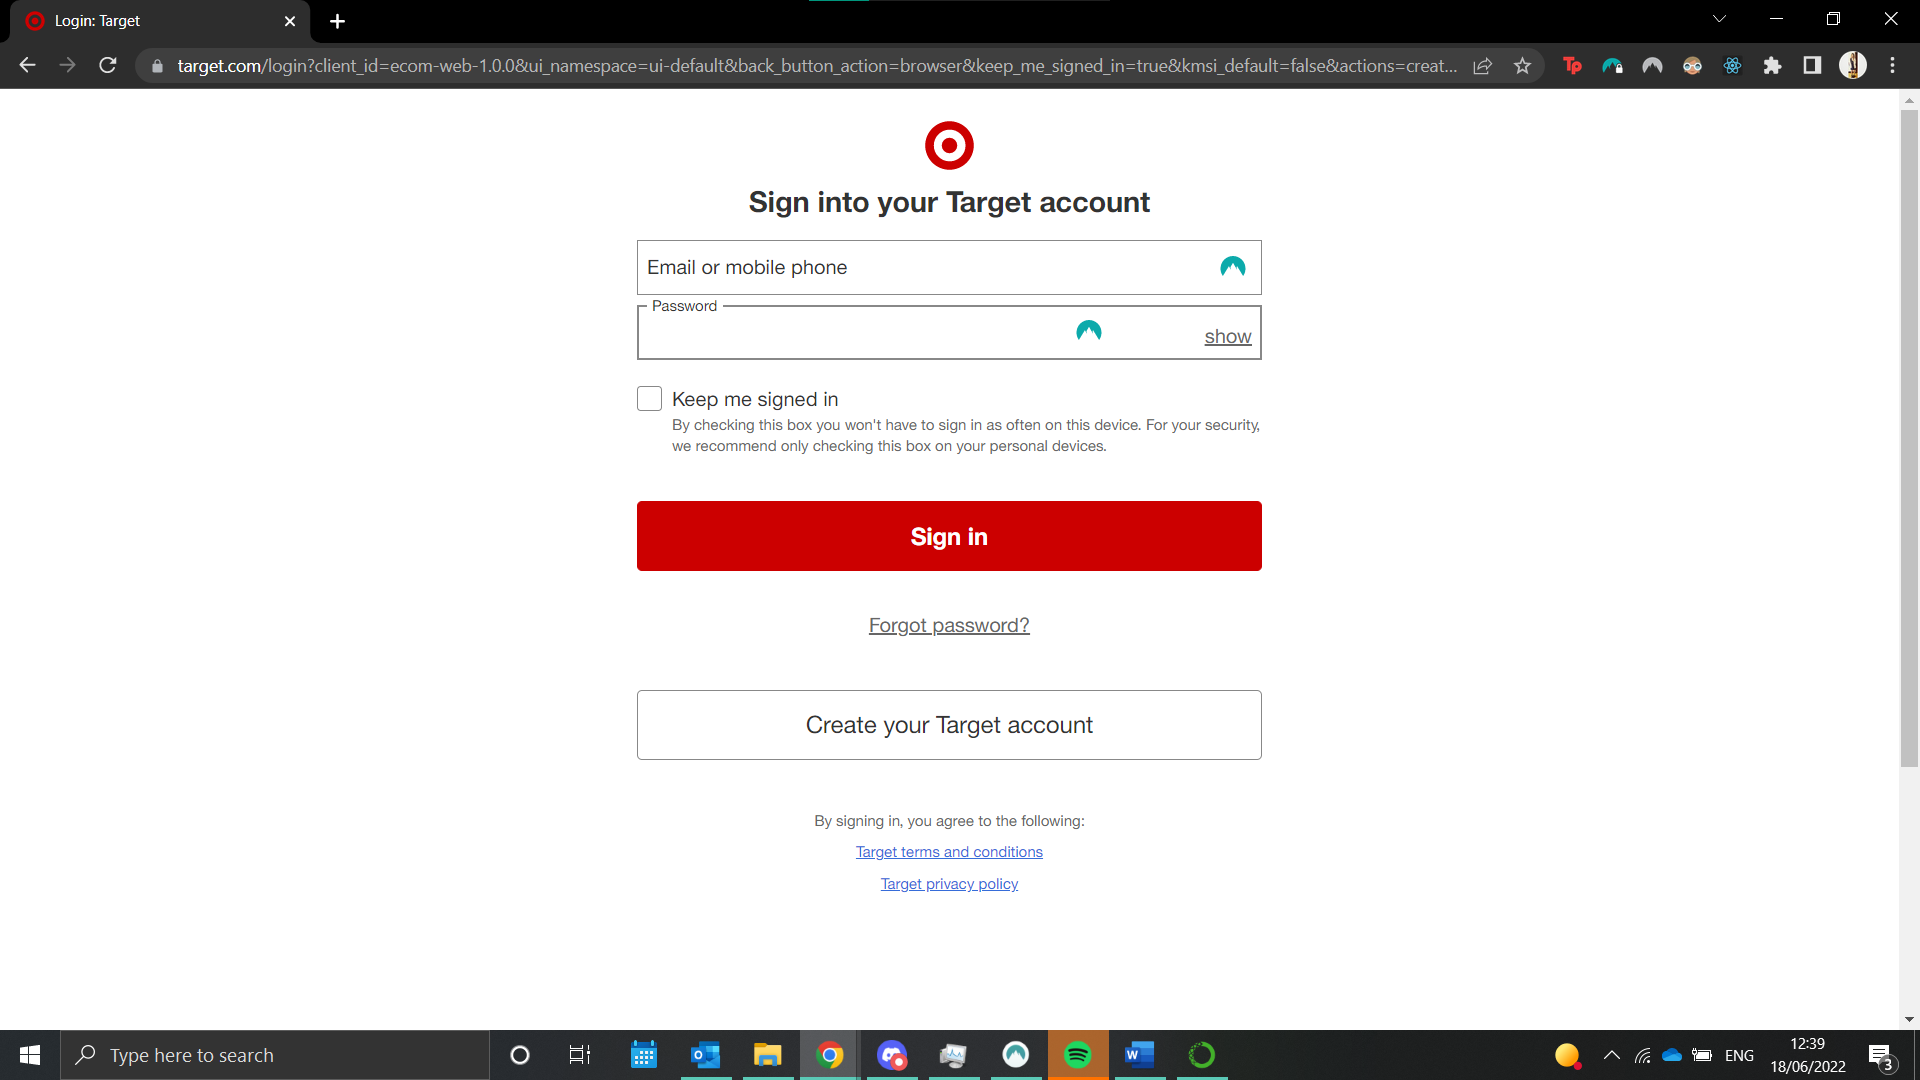 Login: Target
target.com/login?client_id=ecom-web-1.0.0&ui_namespace=ui-default&back_button_action=browser&keep_me_signed_in=true&kmsi_default=false&actions=creat...
Tp
Sign into your Target account
Email or mobile phone
Password
show
Keep me signed in
By checking this box you won't have to sign in as often on this device. For your security,
we recommend only checking this box on your personal devices.
Sign in
Forgot password?
Create your Target account
By signing in, you agree to the following:
Target terms and conditions
Target privacy policy
Type here to search
ENG
12:39
18/06/2022
3